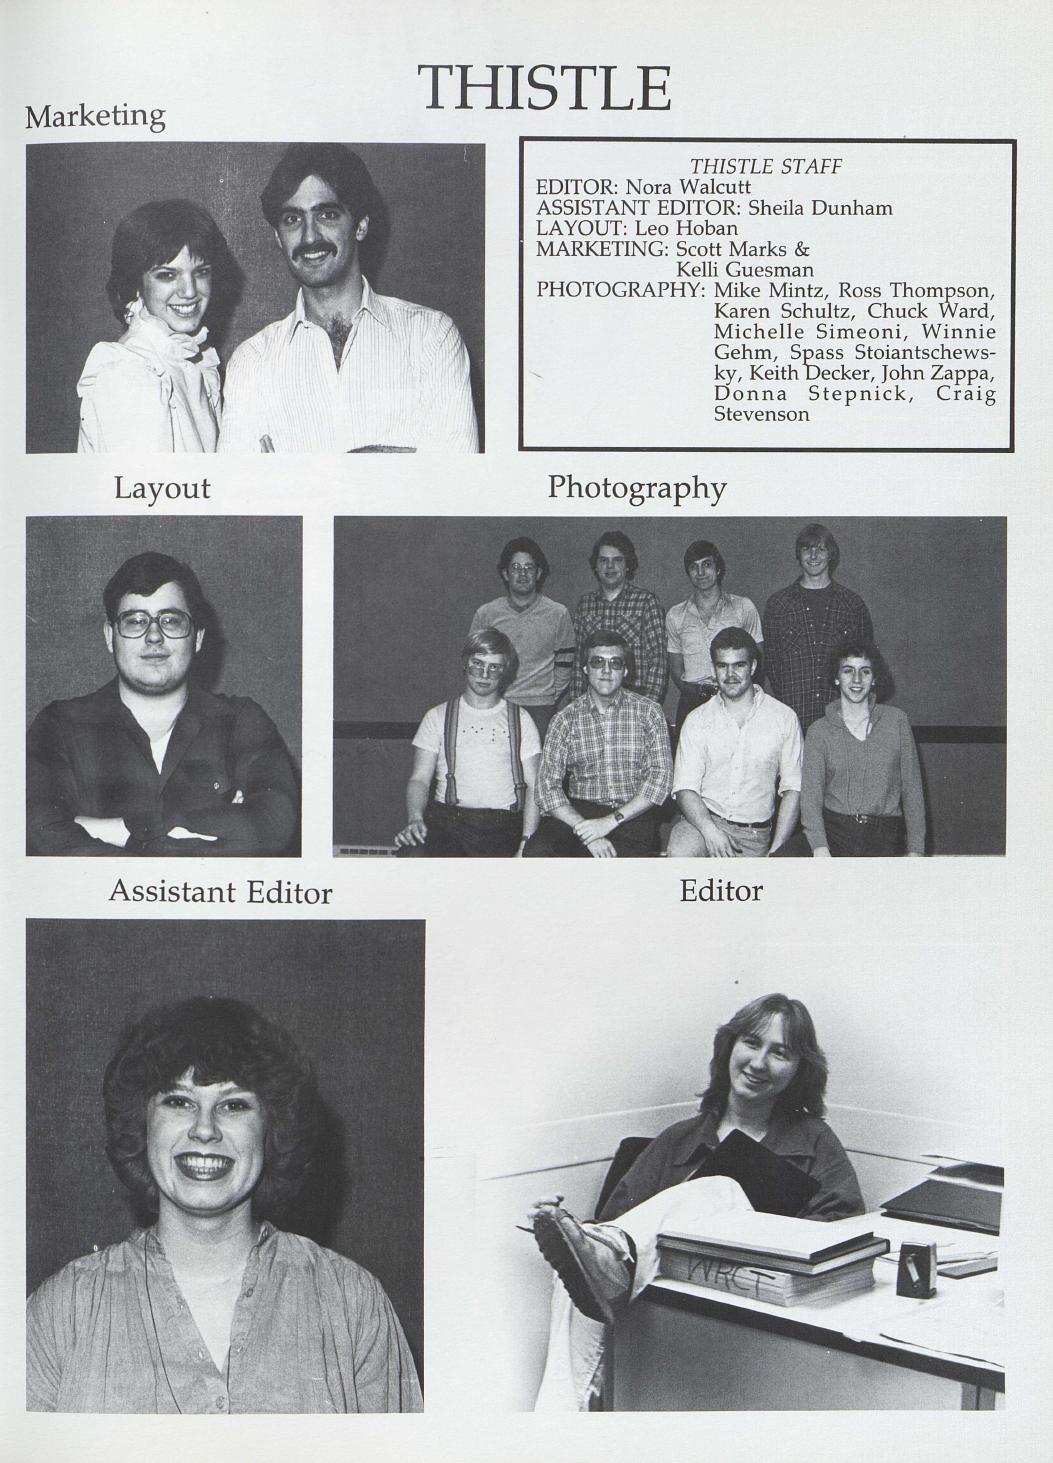 THISTLE
Marketing
THISTLE STAFF
EDITOR: Nora Walcutt
ASSISTANT EDITOR: Sheila Dunham
LAYOUT: Leo Hoban
MARKETING: Scott Marks &
Kelli Guesman
PHOTOGRAPHY: Mike Mintz, Ross Thompson,
Karen Schultz, Chuck Ward,
Michelle Simeoni, Winnie
Gehm, Spass Stoiantschews-
ky, Keith Decker, John Zappa,
Donna Stepnick, Craig
Stevenson
Layout
Photography
Assistant Editor
Editor
WRCT